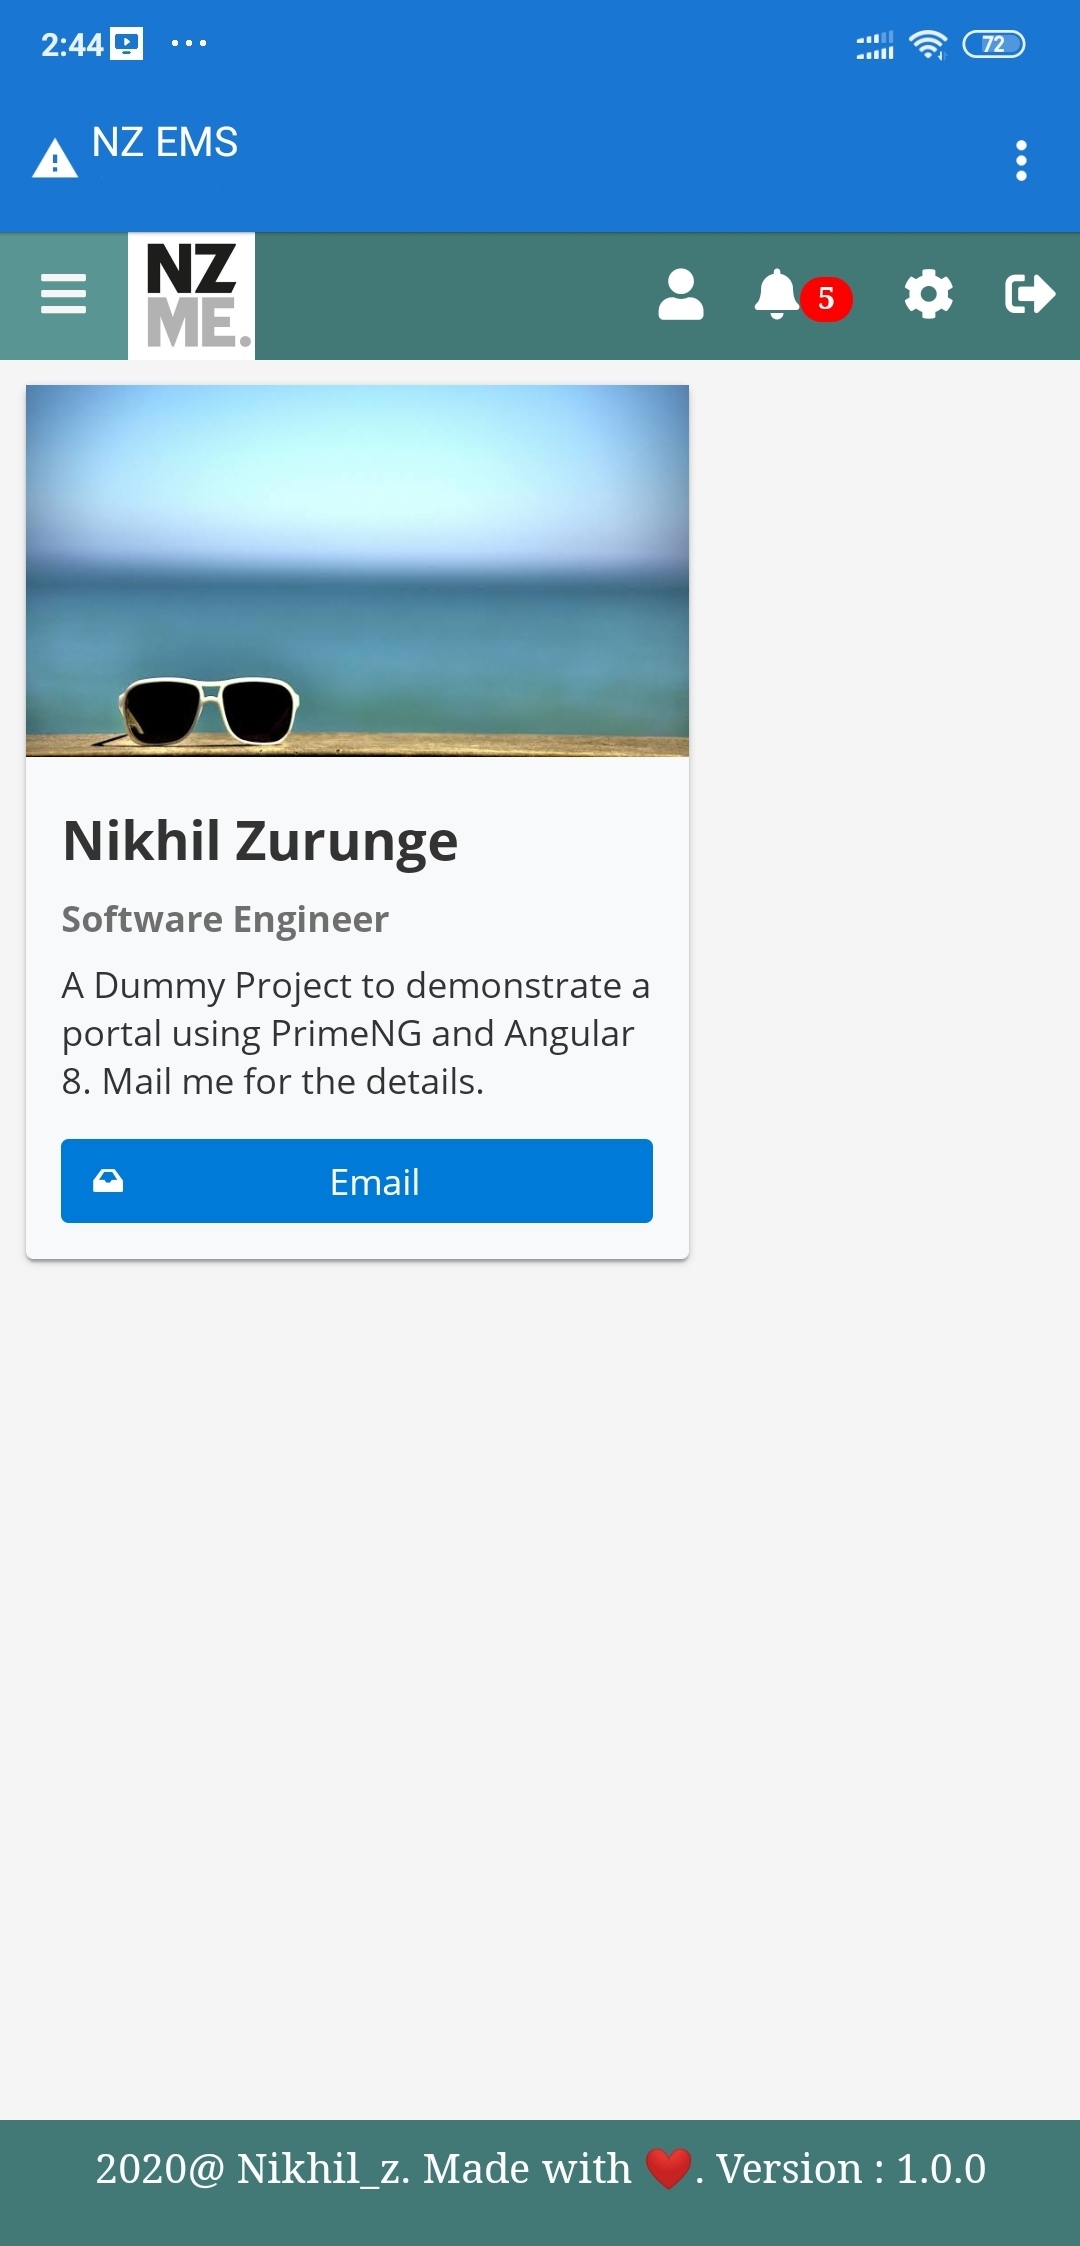 2:44
72
NZ EMS
NZ
ME.
5
Nikhil Zurunge
Software Engineer
A Dummy Project to demonstrate a
portal using PrimeNG and Angular
8. Mail me for the details.
Email
2020@ Nikhil_z. Made with ❤️. Version : 1.0.0